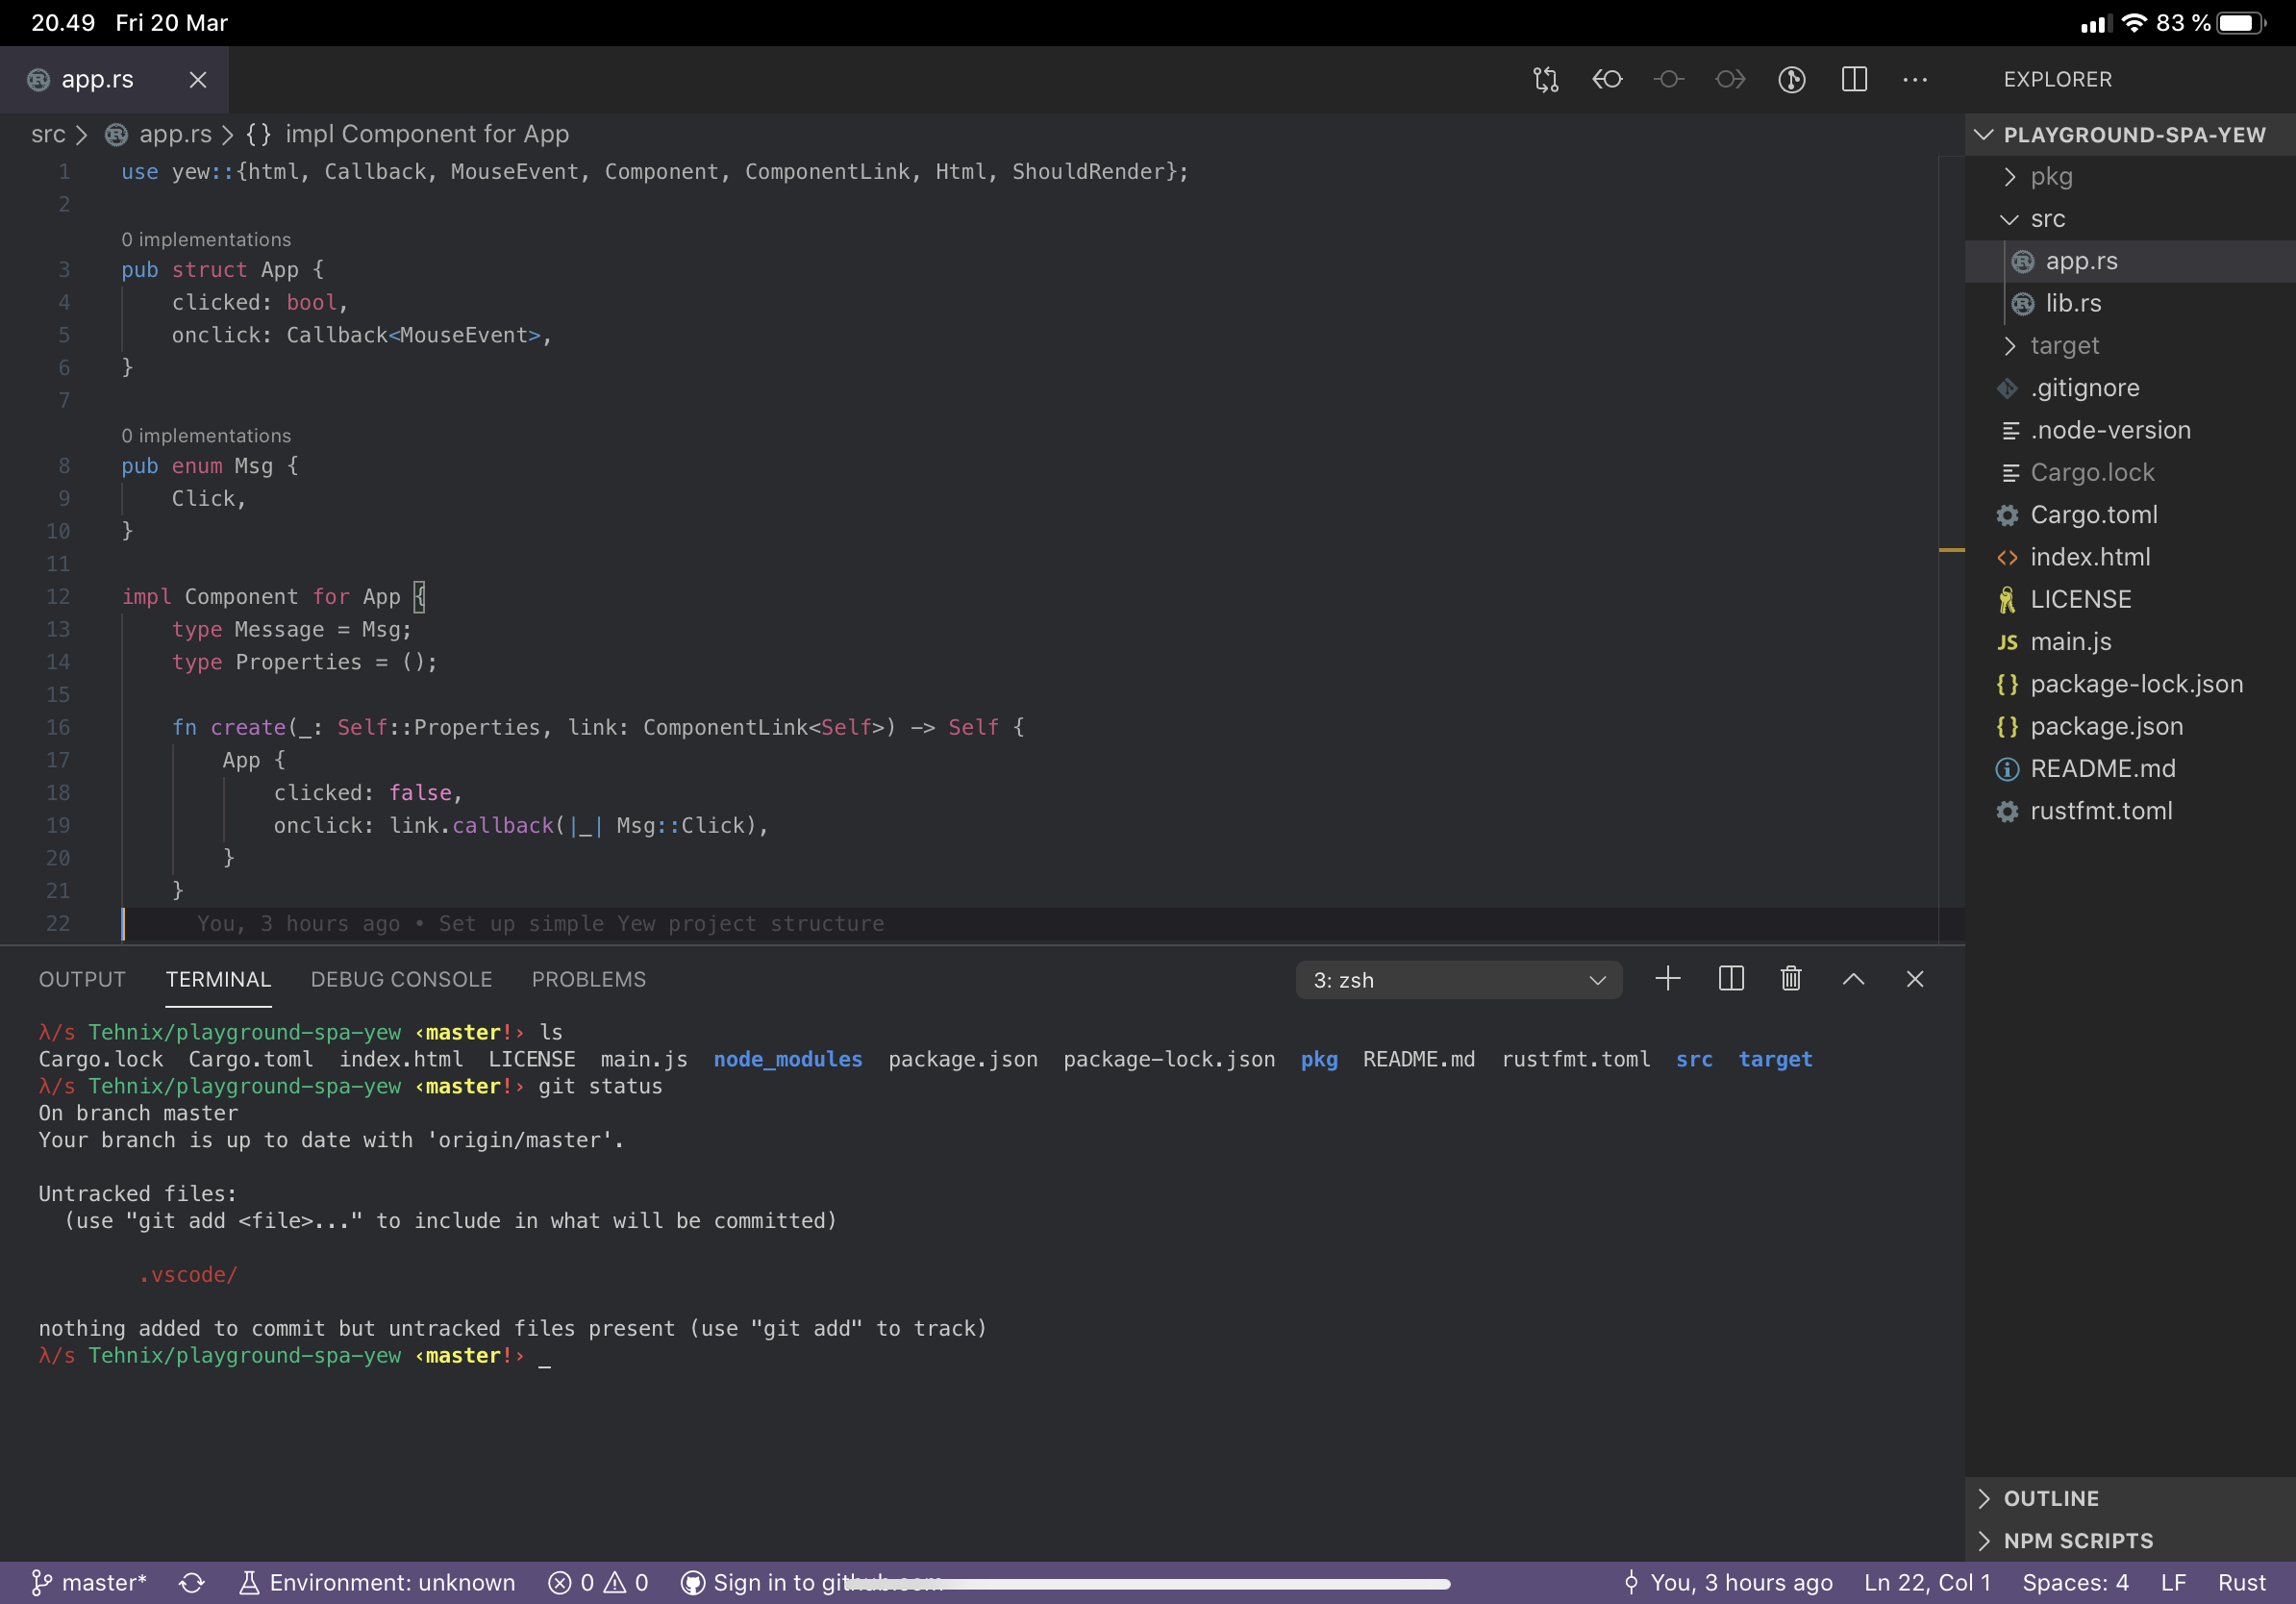 20.49 Fri 20 Mar 83 %
app.rs
src app.rs {} impl Component for App
1 use yew::{html, Callback, MouseEvent, Component, ComponentLink, Html, ShouldRender};
2
0 implementations
3 pub struct App {
4 clicked: bool,
5 onclick: Callback<MouseEvent>,
6 }
7
0 implementations
8 pub enum Msg {
9 Click,
10 }
11
12 impl Component for App {
13 type Message = Msg;
14 type Properties = ();
15
16 fn create(_: Self::Properties, link: ComponentLink<Self>) -> Self {
17 App {
18 clicked: false,
19 onclick: link.callback(|_| Msg::Click),
20 }
21 }
22 You, 3 hours ago • Set up simple Yew project structure
OUTPUT TERMINAL DEBUG CONSOLE PROBLEMS 3: zsh
λ/s Tehnix/playground-spa-yew ‹master!› ls
Cargo.lock Cargo.toml index.html LICENSE main.js node_modules package.json package-lock.json pkg README.md rustfmt.toml src target
λ/s Tehnix/playground-spa-yew ‹master!› git status
On branch master
Your branch is up to date with 'origin/master'.
Untracked files:
(use "git add <file>..." to include in what will be committed)
.vscode/
nothing added to commit but untracked files present (use "git add" to track)
λ/s Tehnix/playground-spa-yew ‹master!› _
EXPLORER
PLAYGROUND-SPA-YEW
pkg
src
app.rs
lib.rs
target
.gitignore
.node-version
Cargo.lock
Cargo.toml
index.html
LICENSE
JS main.js
{} package-lock.json
{} package.json
README.md
rustfmt.toml
OUTLINE
NPM SCRIPTS
master* Environment: unknown 0 0 Sign in to github.com You, 3 hours ago Ln 22, Col 1 Spaces: 4 LF Rust